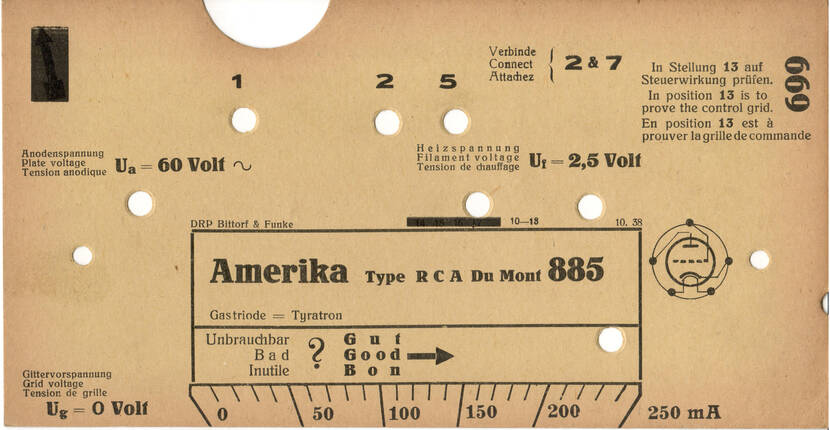 Verbinde
Connect
Attachez
2 & 7
In Stellung 13 auf
Steuerwirkung prüfen.
In position 13 is to
prove the control grid.
En position 13 est à
prouver la grille de commande
669
1 2 5
Anodenspannung
Plate voltage
Tension anodique
Ua = 60 Volt ~
Heizspannung
Filament voltage
Tension de chauffage
Uf = 2,5 Volt
DRP Bittorf & Funke
14 15 16 17 10—13
10. 38
Amerika Type RCA Du Mont 885
Gastriode = Tyratron
Unbrauchbar
Bad
Inutile
?
Gut
Good
Bon
Gittervorspannung
Grid voltage
Tension de grille
Ug = 0 Volt
0 50 100 150 200 250 mA